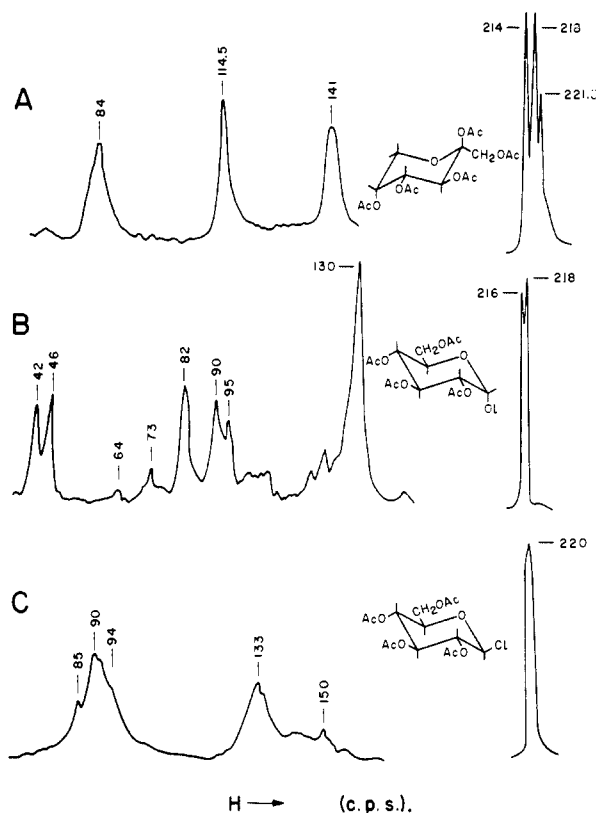 A
84
114.5
141
214
218
221.5
OAc
O
CH₂OAc
OAc
OAc
AcO
OAc
B
42
46
64
73
82
90
95
130
216
218
CH₂OAc
AcO
O
AcO
AcO
Cl
C
85
90
94
133
150
220
CH₂OAc
AcO
O
AcO
AcO
Cl
H ⟶ (c.p.s).